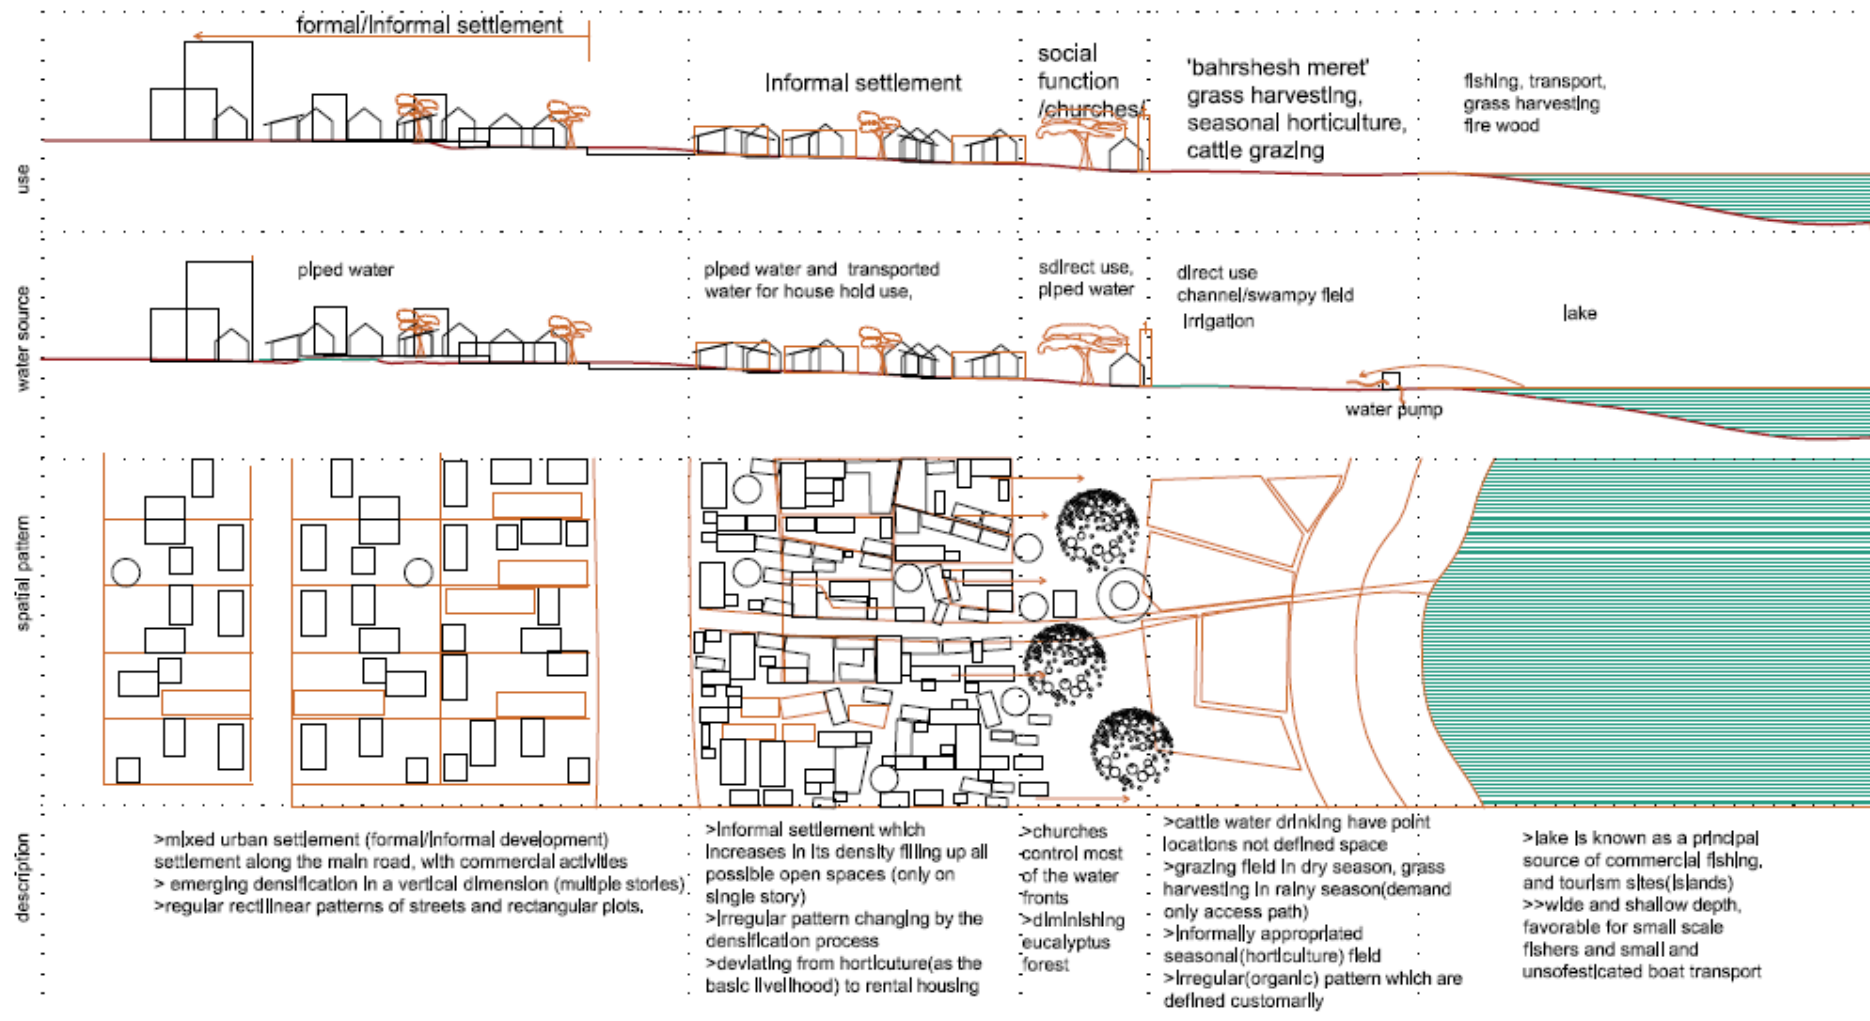 formal/Informal settlement
Informal settlement
social
function
/churches/
'bahrshesh meret'
grass harvesting,
seasonal horticulture,
cattle grazing
fishing, transport,
grass harvesting
fire wood
use
piped water
piped water and transported
water for house hold use,
sdirect use,
piped water
direct use
channel/swampy field
irrigation
lake
water pump
water source
spatial pattern
description
>mixed urban settlement (formal/informal development)
settlement along the main road, with commercial activities
> emerging densification in a vertical dimension (multiple stories)
>regular rectilinear patterns of streets and rectangular plots.
>Informal settlement which
increases in its density filling up all
possible open spaces (only on
single story)
>irregular pattern changing by the
densification process
>deviating from horticuture(as the
basic livelihood) to rental housing
>churches
control most
of the water
fronts
>diminishing
eucalyptus
forest
>cattle water drinking have point
locations not defined space
>grazing field in dry season, grass
harvesting in rainy season(demand
only access path)
>informally appropriated
seasonal(horticulture) field
>irregular(organic) pattern which are
defined customarily
>lake is known as a principal
source of commercial fishing,
and tourism sites(islands)
>>wide and shallow depth,
favorable for small scale
fishers and small and
unsofesticated boat transport